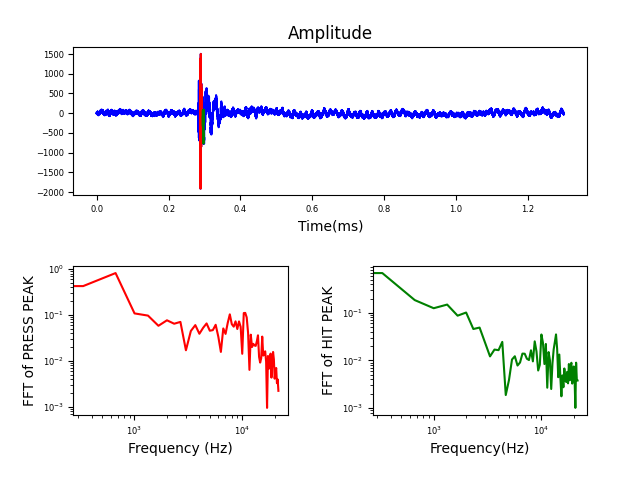 Amplitude
1500
1000
500
0
−500
−1000
−1500
−2000
0.0 0.2 0.4 0.6 0.8 1.0 1.2
Time(ms)
FFT of PRESS PEAK
10⁰
10⁻¹
10⁻²
10⁻³
10³ 10⁴
Frequency (Hz)
FFT of HIT PEAK
10⁻¹
10⁻²
10⁻³
10³ 10⁴
Frequency(Hz)